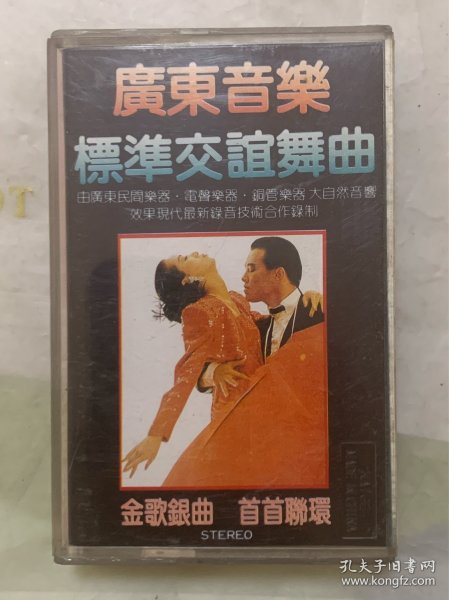 廣東音樂
標準交誼舞曲
由廣東民間樂器·電聲樂器·銅管樂器大自然音響
效果現代最新錄音技術合作錄制
金歌銀曲 首首聯環
STEREO
孔夫子旧书网
www.kongfz.com